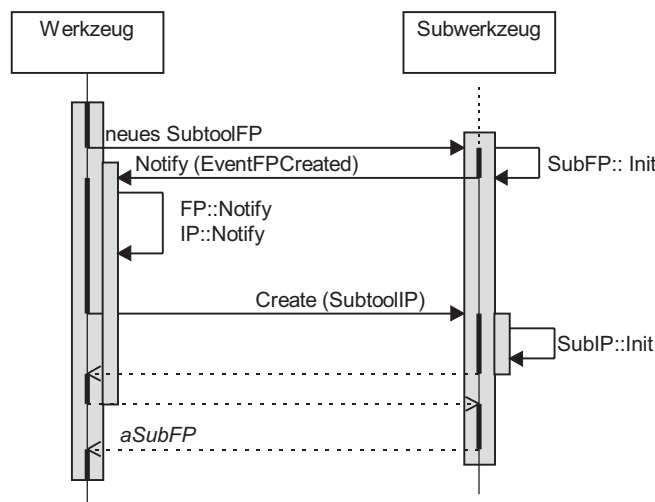 Werkzeug
Subwerkzeug
neues SubtoolFP
Notify (EventFPCreated)
SubFP:: Init
FP::Notify
IP::Notify
Create (SubtoolIP)
SubIP::Init
aSubFP